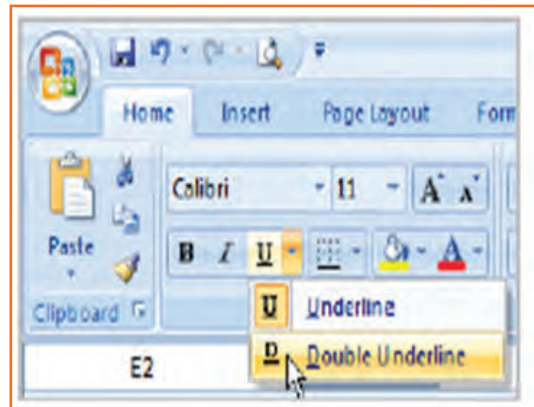 Home Insert Page Layout Form
Calibri 11 A A
Paste B I U A
Clipboard
U Underline
D Double Underline
E2